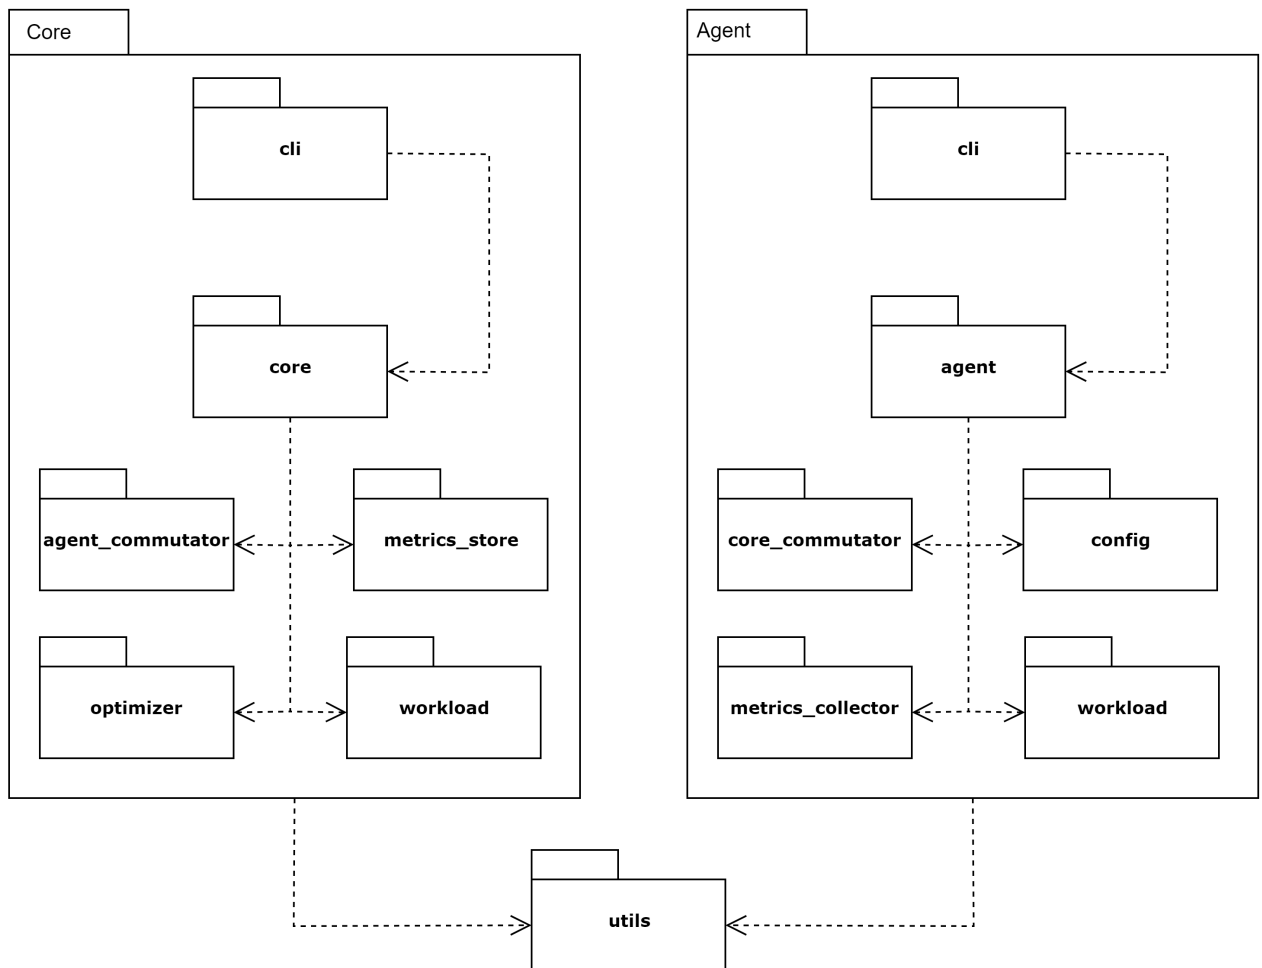 Core
cli
core
agent_commutator
metrics_store
optimizer
workload
Agent
cli
agent
core_commutator
config
metrics_collector
workload
utils